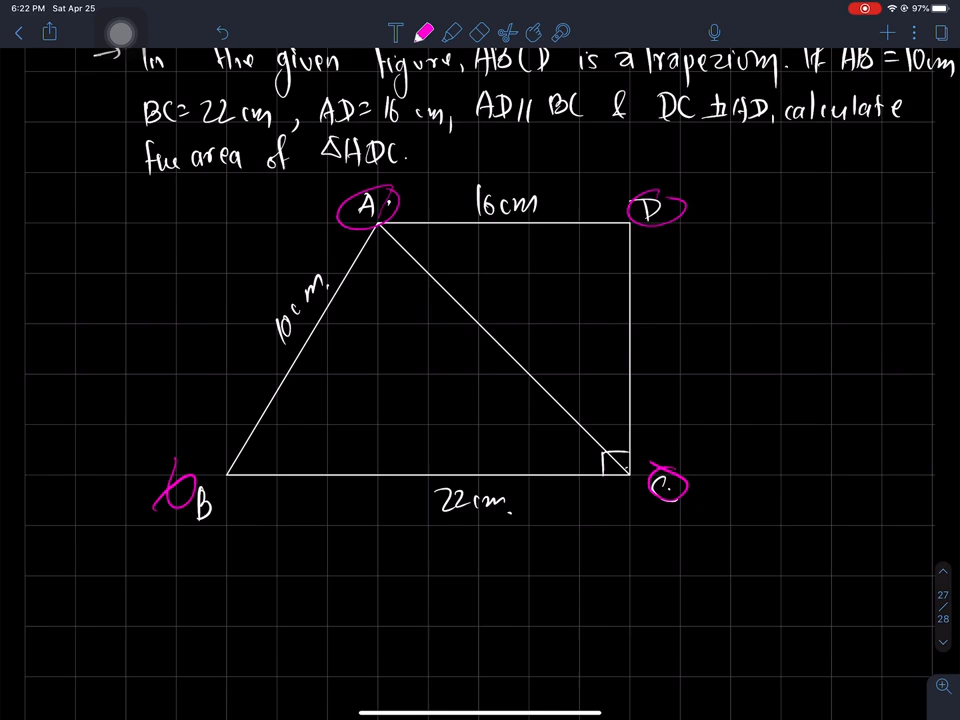 6:22 PM Sat Apr 25
97%
→ In the given figure, ABCD is a trapezium. If AB = 10cm
BC = 22 cm, AD = 16 cm, AD || BC & DC ⊥ AD, calculate
the area of ΔADC.
A
16cm
D
10cm.
B
22cm.
C
27
/
28